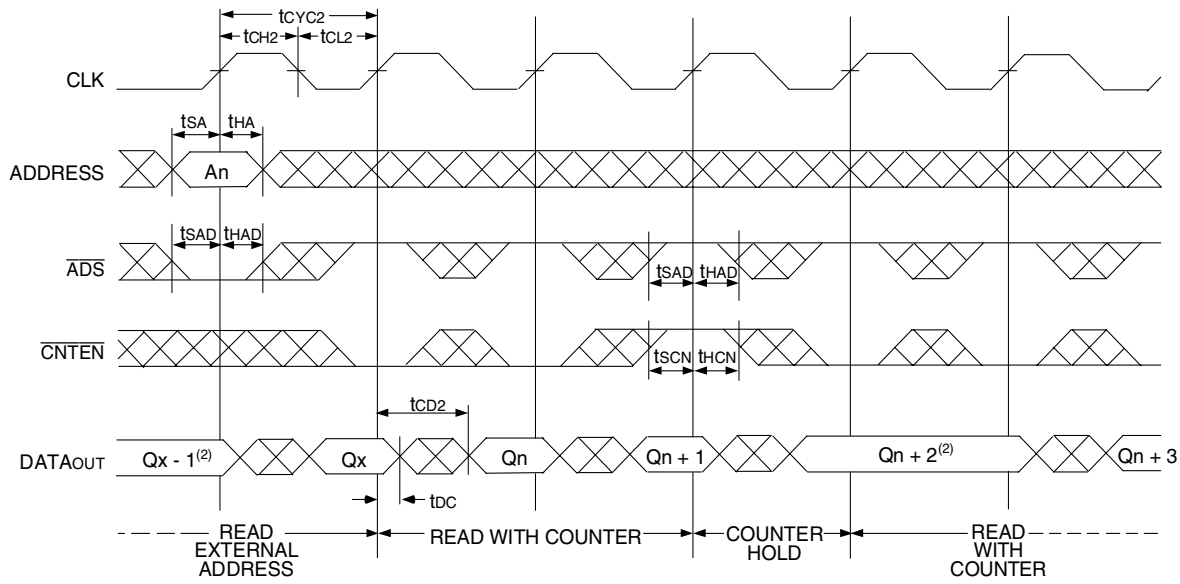 tCYC2
tCH2 tCL2
CLK
tSA tHA
ADDRESS An
tSAD tHAD
ADS tSAD tHAD
CNTEN
tSCN tHCN
tCD2
DATAOUT Qx - 1(2) Qx Qn Qn + 1 Qn + 2(2) Qn + 3
tDC
READ EXTERNAL ADDRESS
READ WITH COUNTER
COUNTER HOLD
READ WITH COUNTER